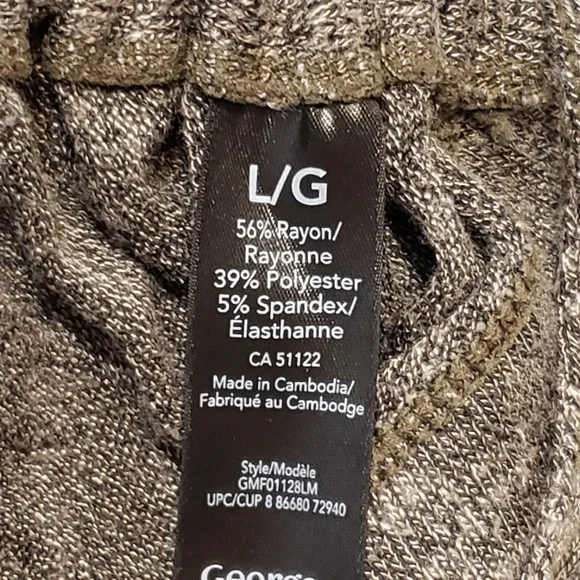 L/G
56% Rayon/
Rayonne
39% Polyester
5% Spandex/
Élasthanne
CA 51122
Made in Cambodia/
Fabriqué au Cambodge
Style/Modèle
GMF01128LM
UPC/CUP 8 86680 72940
George